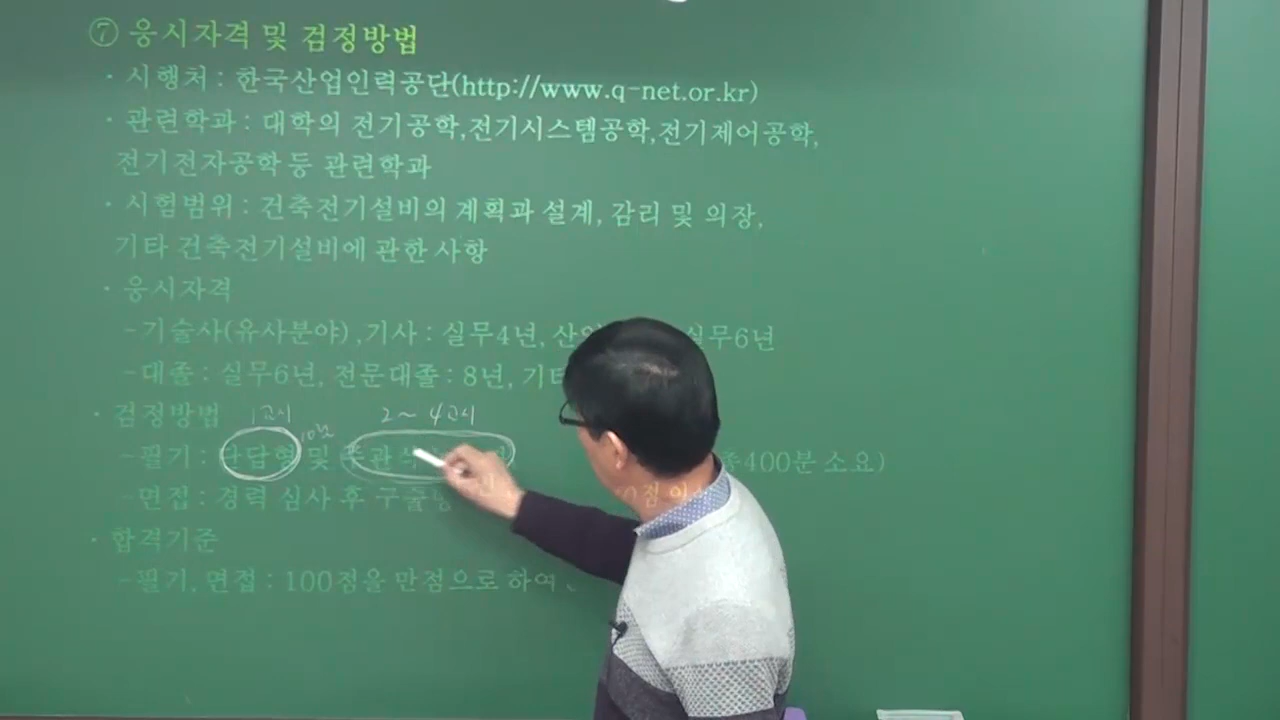 ⑦ 응시자격 및 검정방법
· 시행처 : 한국산업인력공단(http://www.q-net.or.kr)
· 관련학과 : 대학의 전기공학,전기시스템공학,전기제어공학,
전기전자공학 등 관련학과
· 시험범위 : 건축전기설비의 계획과 설계, 감리 및 의장,
기타 건축전기설비에 관한 사항
· 응시자격
-기술사(유사분야) ,기사 : 실무4년, 실무6년
-대졸 : 실무6년, 전문대졸 : 8년, 기타
· 검정방법 1교시 2~4교시
-필기 : 단답형 및 400분 소요)
-면접 : 경력 심사 후
· 합격기준
-필기, 면접 : 100점을 만점으로 하여